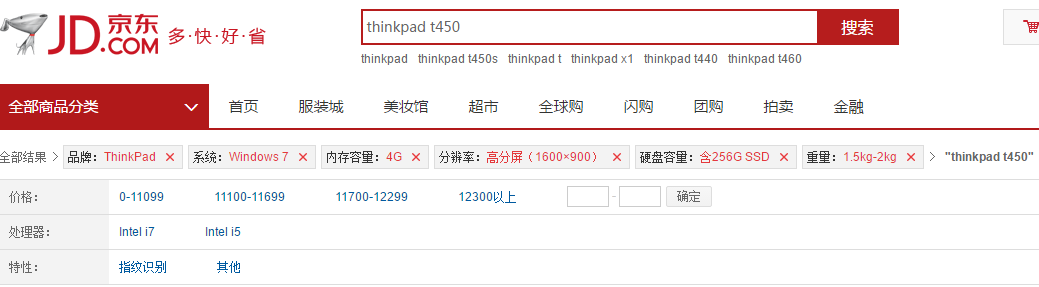 JD 京东
.COM 多·快·好·省
thinkpad t450 搜索
thinkpad thinkpad t450s thinkpad t thinkpad x1 thinkpad t440 thinkpad t460
全部商品分类 首页 服装城 美妆馆 超市 全球购 闪购 团购 拍卖 金融
全部结果 > 品牌：ThinkPad × 系统：Windows 7 × 内存容量：4G × 分辨率：高分屏（1600×900） × 硬盘容量：含256G SSD × 重量：1.5kg-2kg × > "thinkpad t450"
价格： 0-11099 11100-11699 11700-12299 12300以上 - 确定
处理器： Intel i7 Intel i5
特性： 指纹识别 其他